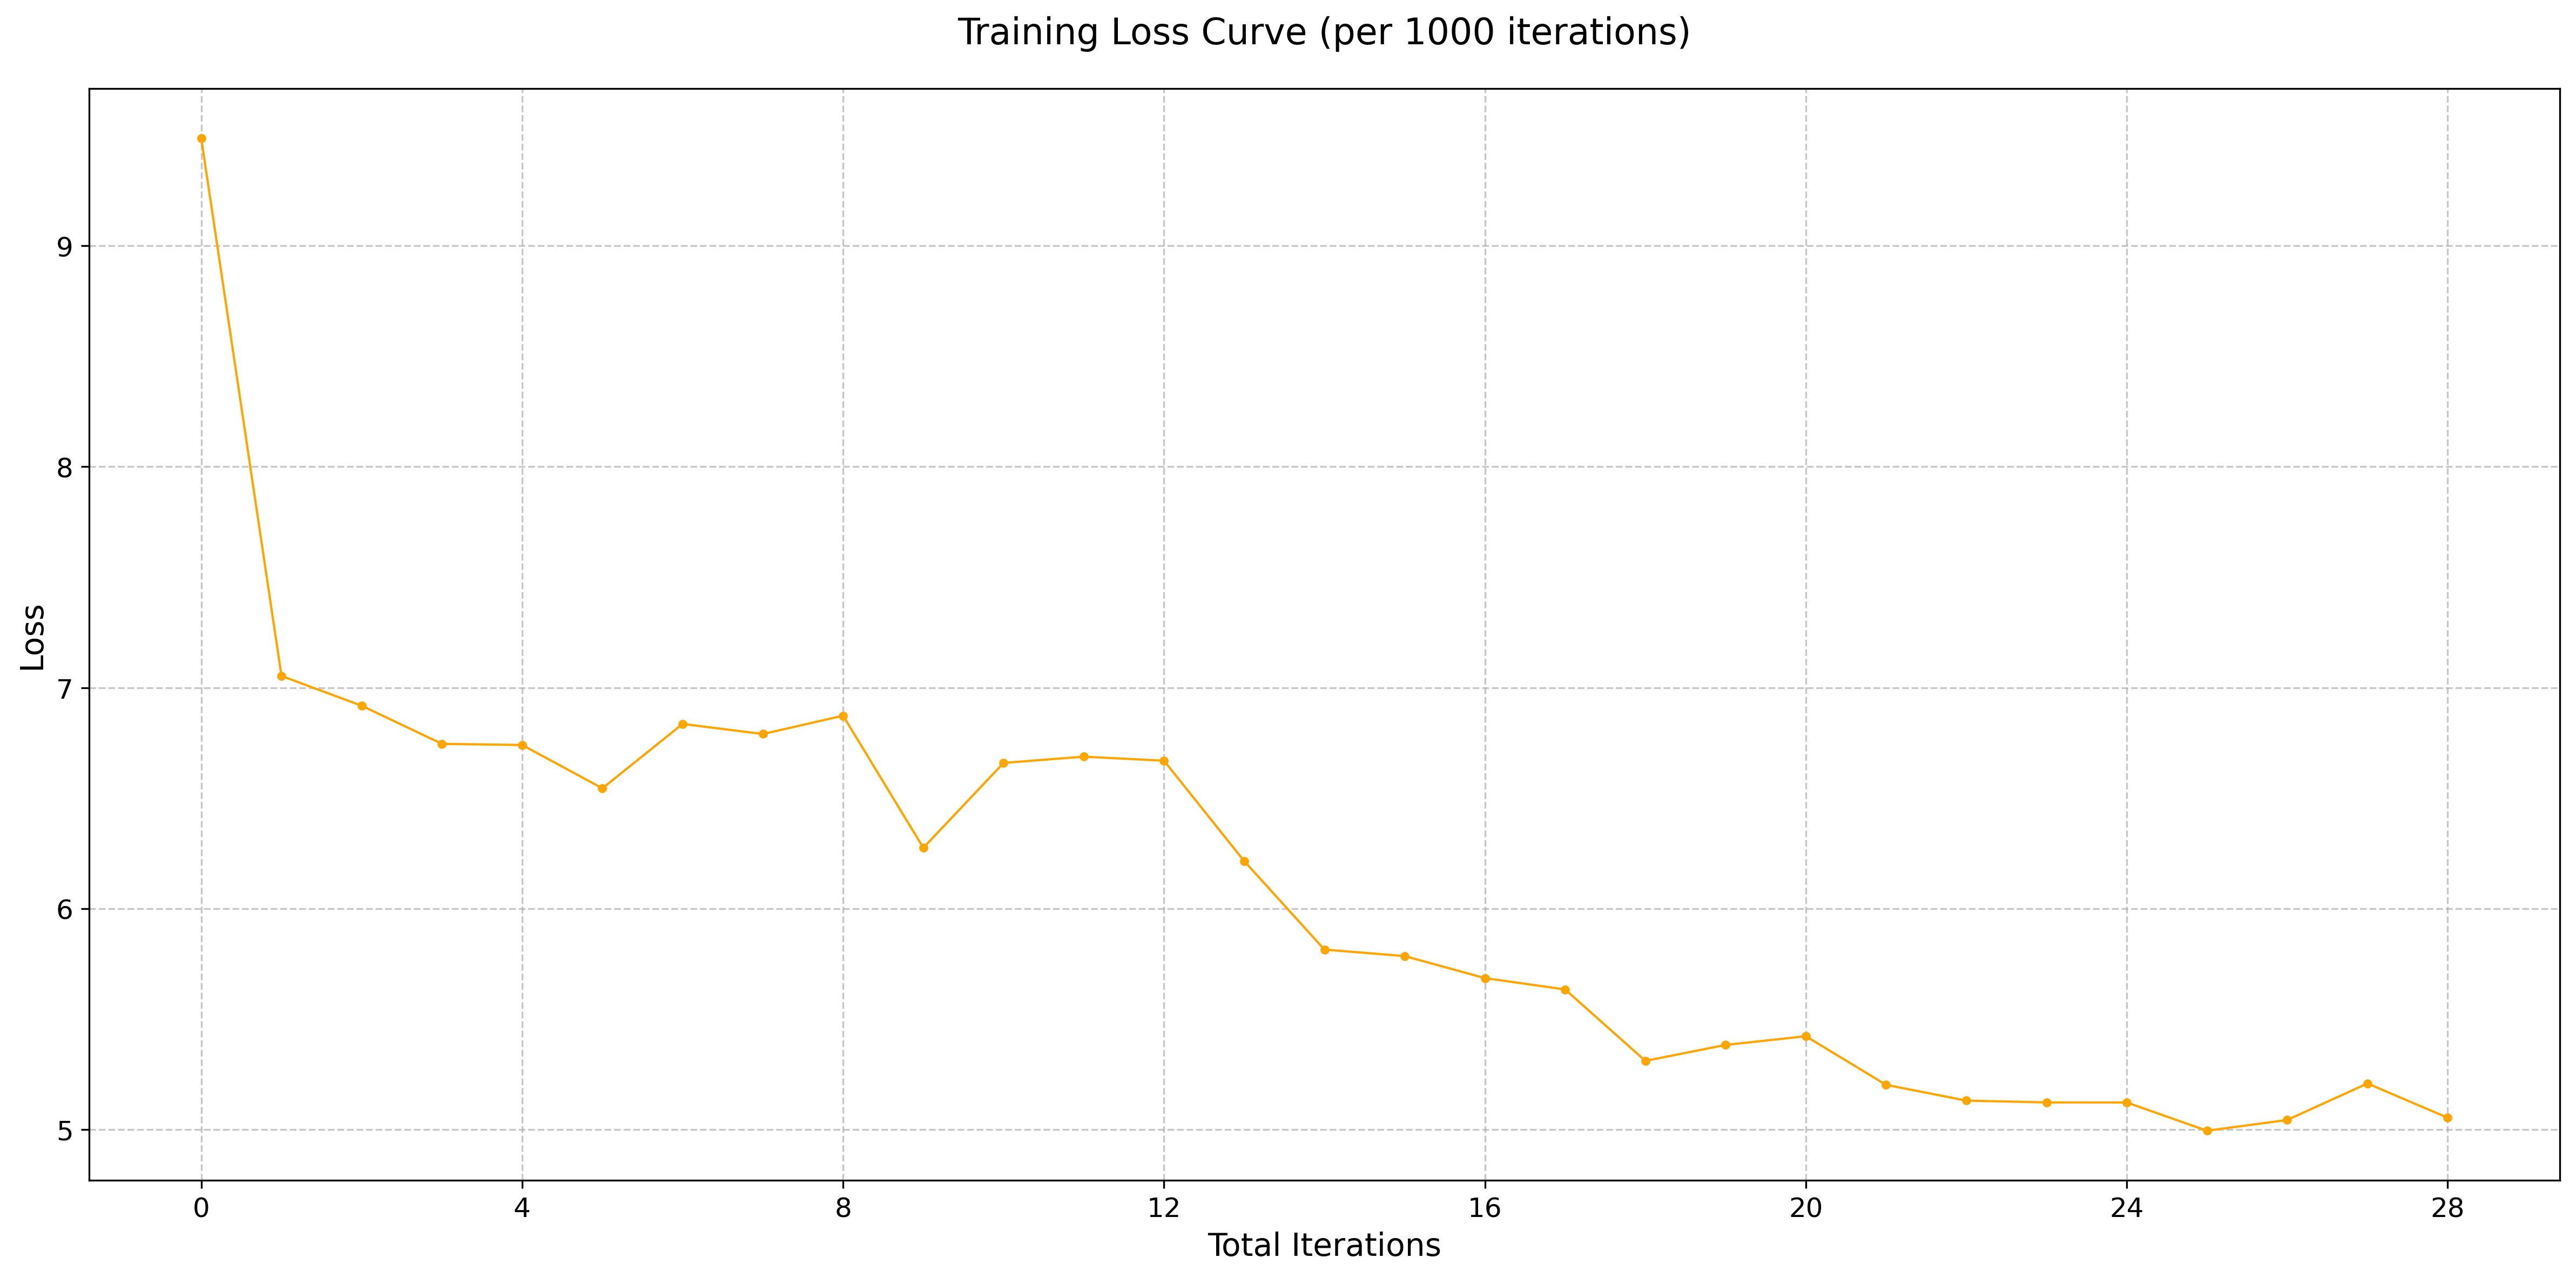 Training Loss Curve (per 1000 iterations)
9
8
7
6
5
Loss
0 4 8 12 16 20 24 28
Total Iterations